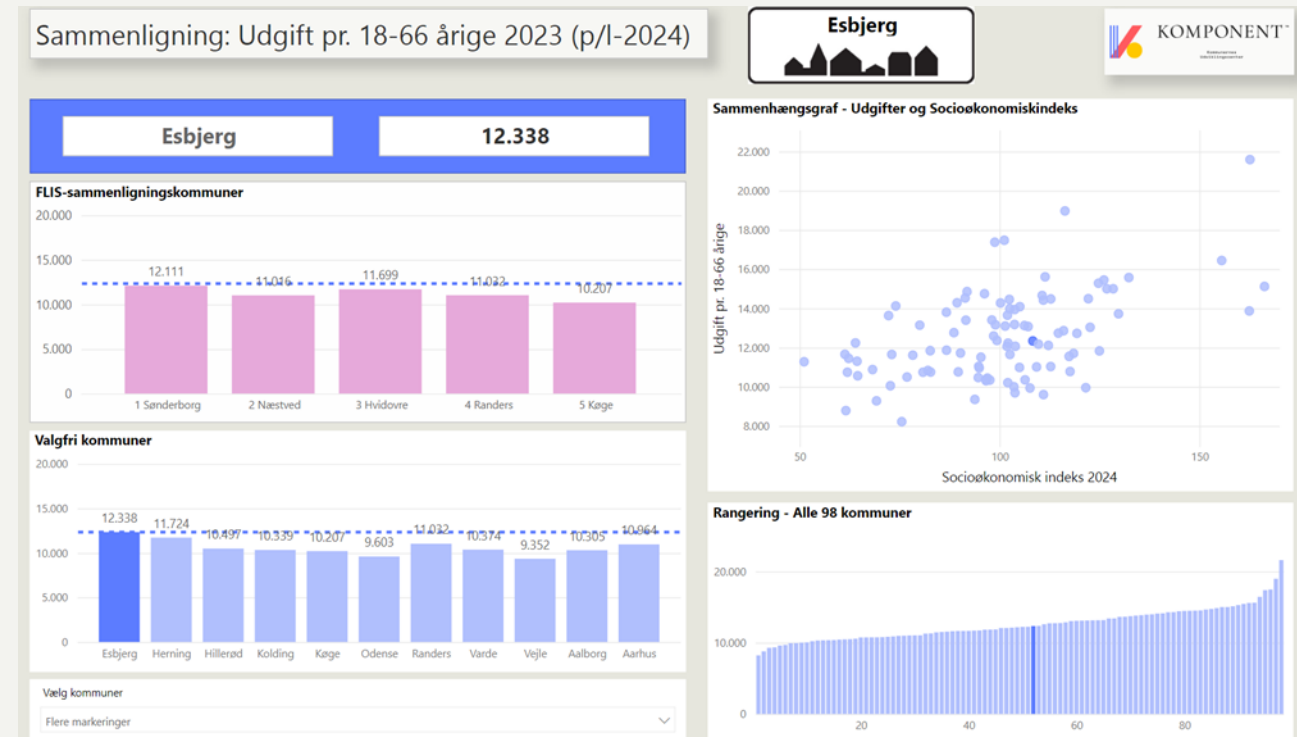 Sammenligning: Udgift pr. 18-66 årige 2023 (p/l-2024)
Esbjerg
KOMPONENT
Esbjerg
12.338
FLIS-sammenligningskommuner
20.000
15.000
10.000
5.000
0
12.111
11.016
11.699
11.032
10.207
1 Sønderborg
2 Næstved
3 Hvidovre
4 Randers
5 Køge
Valgfri kommuner
20.000
15.000
10.000
5.000
0
12.338
11.724
10.497
10.339
10.207
9.603
11.032
10.374
9.352
10.305
10.964
Esbjerg
Herning
Hillerød
Kolding
Køge
Odense
Randers
Varde
Vejle
Aalborg
Aarhus
Vælg kommuner
Flere markeringer
Sammenhængsgraf - Udgifter og Socioøkonomiskindeks
Udgift pr. 18-66 årige
22.000
20.000
18.000
16.000
14.000
12.000
10.000
8.000
50
100
150
Socioøkonomisk indeks 2024
Rangering - Alle 98 kommuner
20.000
10.000
0
20
40
60
80